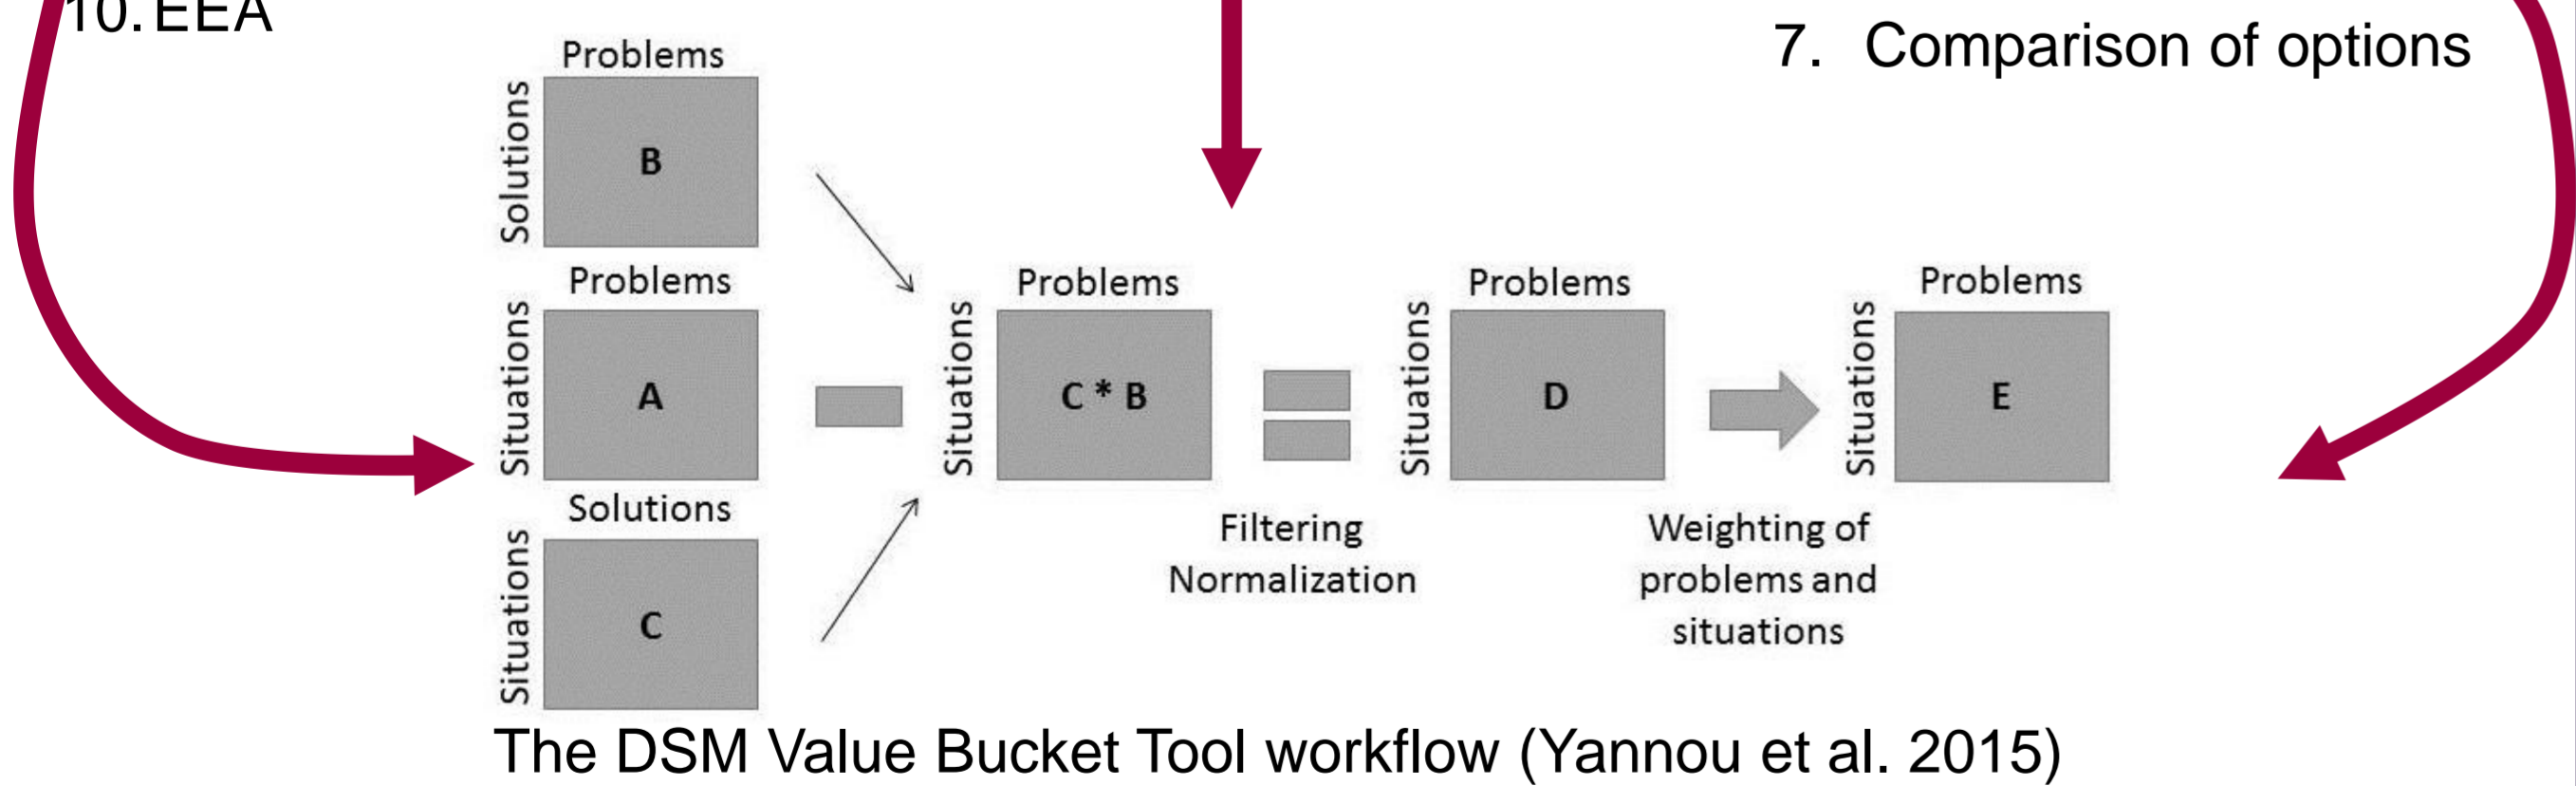 10. EEA
7. Comparison of options
Problems
Solutions
B
Problems
Situations
A
Solutions
Situations
C
Problems
Situations
C * B
Filtering
Normalization
Problems
Situations
D
Weighting of
problems and
situations
Problems
Situations
E
The DSM Value Bucket Tool workflow (Yannou et al. 2015)